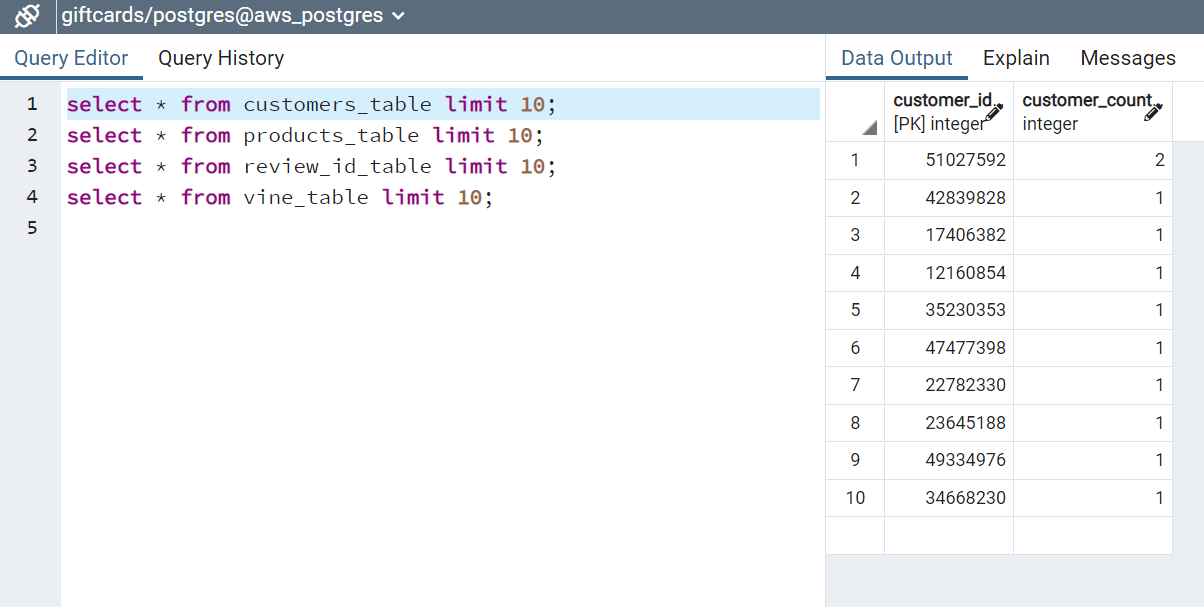 giftcards/postgres@aws_postgres
Query Editor Query History
1 select * from customers_table limit 10;
2 select * from products_table limit 10;
3 select * from review_id_table limit 10;
4 select * from vine_table limit 10;
5
Data Output Explain Messages
customer_id customer_count
[PK] integer integer
1 51027592 2
2 42839828 1
3 17406382 1
4 12160854 1
5 35230353 1
6 47477398 1
7 22782330 1
8 23645188 1
9 49334976 1
10 34668230 1